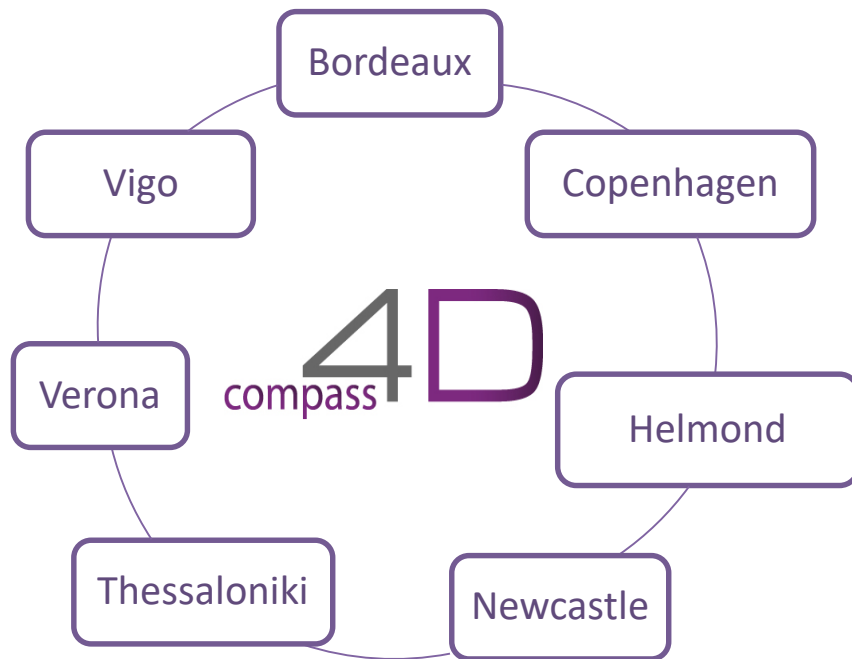 Bordeaux
Copenhagen
Helmond
Newcastle
Thessaloniki
Verona
Vigo
compass4D